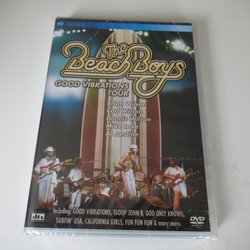 The
Beach Boys
GOOD VIBRATIONS
TOUR
Brian Wilson
Carl Wilson
Dennis Wilson
Mike Love
Al Jardine
Including: GOOD VIBRATIONS, SLOOP JOHN B, GOD ONLY KNOWS,
SURFIN' USA, CALIFORNIA GIRLS, FUN FUN FUN & many more.
dts
DVD